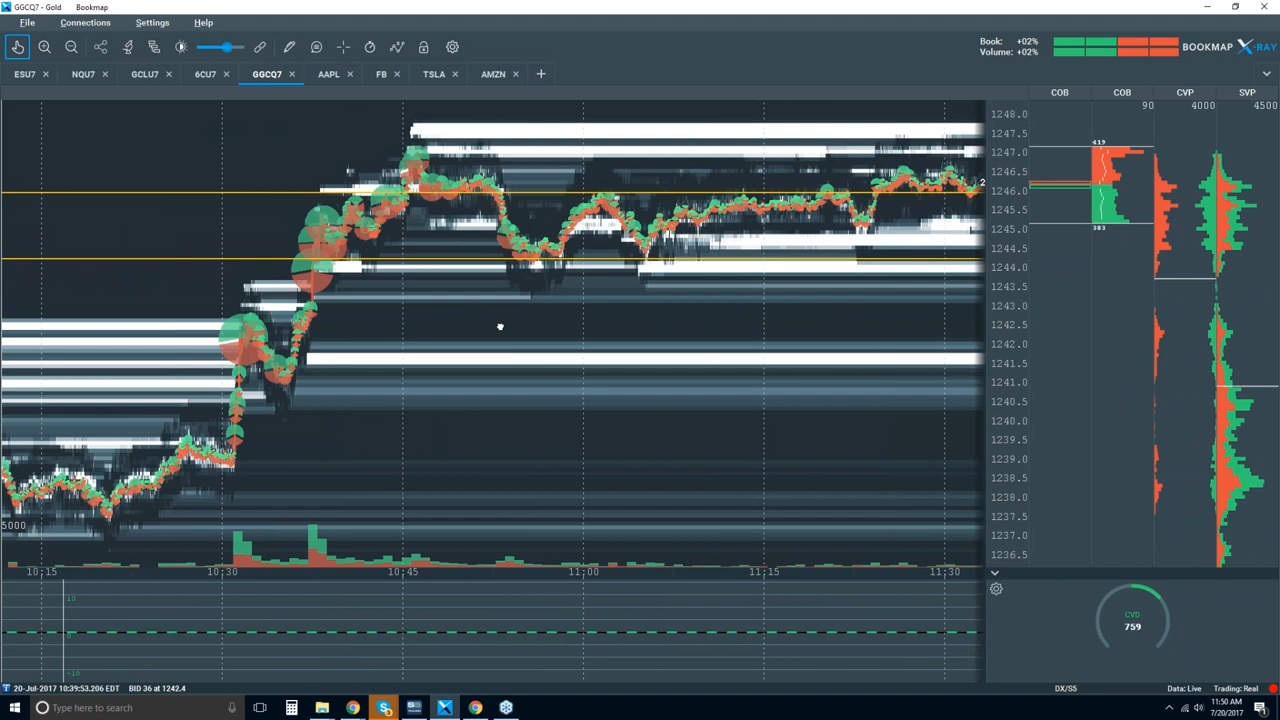 GGCQ7 - Gold Bookmap
File Connections Settings Help
Book: +02%
Volume: +02%
BOOKMAP X-RAY
ESU7 × NQU7 × GCLU7 × 6CU7 × GGCQ7 × AAPL × FB × TSLA × AMZN × +
COB COB CVP SVP
90 4000 4500
1248.0
1247.5
1247.0
1246.5
1246.0
1245.5
1245.0
1244.5
1244.0
1243.5
1243.0
1242.5
1242.0
1241.5
1241.0
1240.5
1240.0
1239.5
1239.0
1238.5
1238.0
1237.5
1237.0
1236.5
419
383
2
5000
10:15 10:30 10:45 11:00 11:15 11:30
10
0
-10
CVD
759
20-Jul-2017 10:39:53.206 EDT BID 36 at 1242.4
DX/S5 Data: Live Trading: Real
Type here to search
11:50 AM
7/20/2017
1